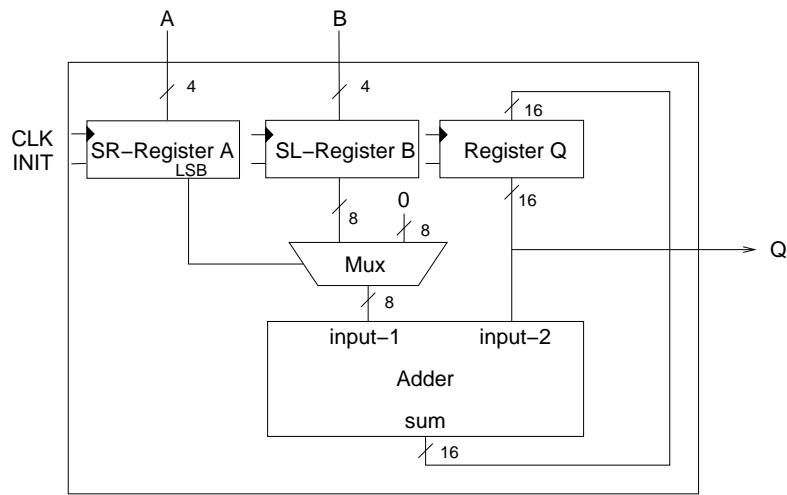 A B
4 4 16
CLK
INIT
SR–Register A SL–Register B Register Q
LSB
8 0 8 16
Mux
Q
8
input–1 input–2
Adder
sum
16